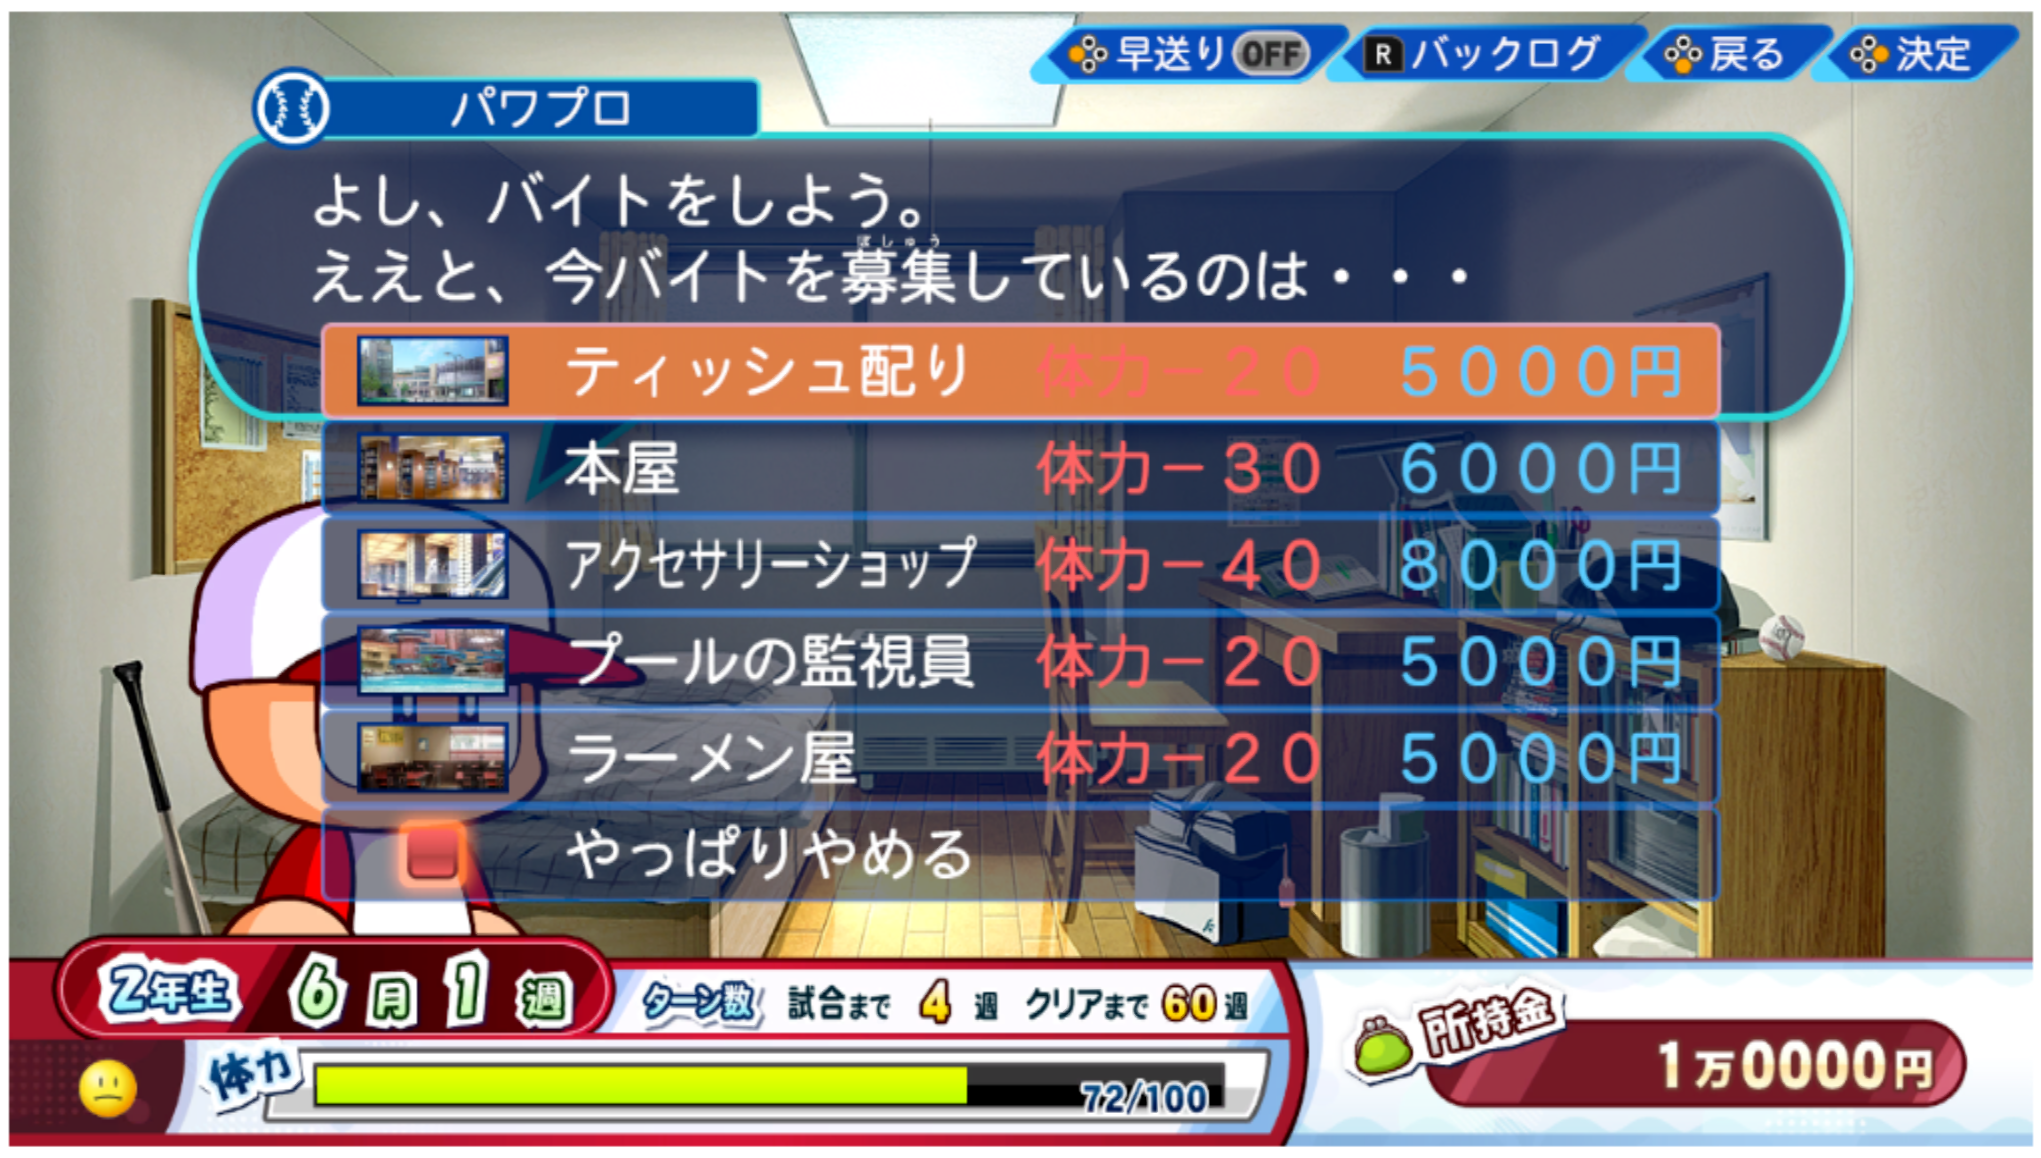 早送り OFF R バックログ 戻る 決定
パワプロ
よし、バイトをしよう。
ええと、今バイトを募集しているのは・・・
ぼしゅう
ティッシュ配り 体力－20 5000円
本屋 体力－30 6000円
アクセサリーショップ 体力－40 8000円
プールの監視員 体力－20 5000円
ラーメン屋 体力－20 5000円
やっぱりやめる
2年生 6月1週
ターン数 試合まで 4 週 クリアまで 60 週
所持金
1万0000円
体力
72/100